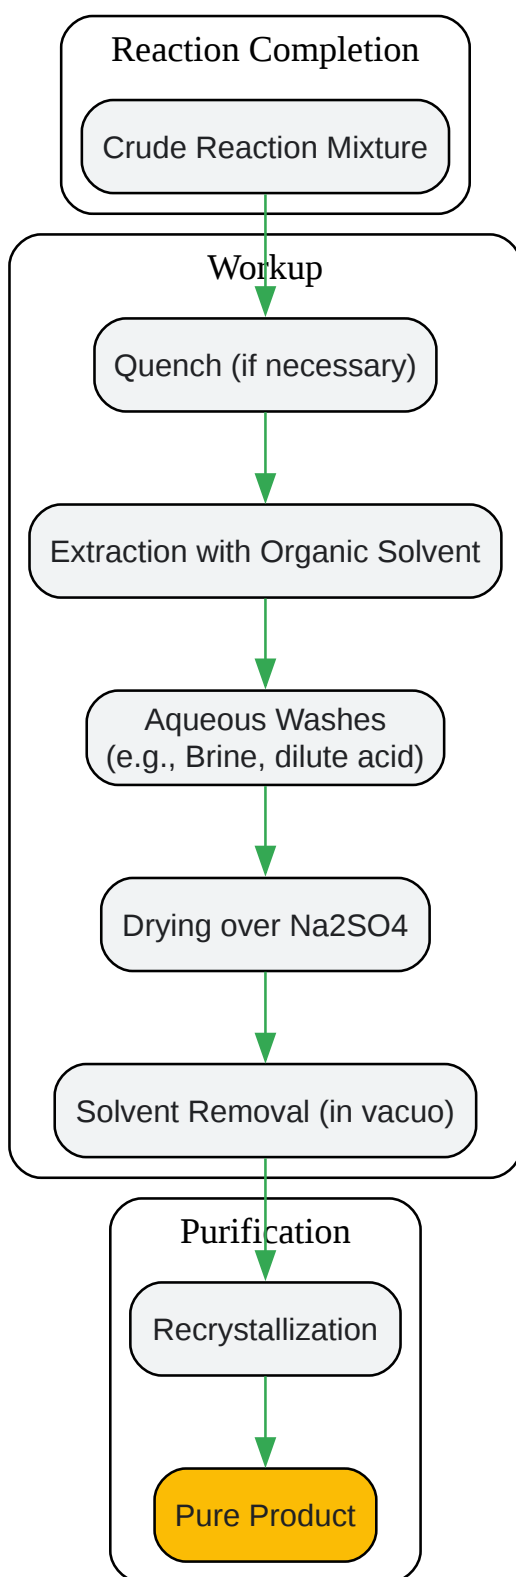 Reaction Completion
Crude Reaction Mixture
Workup
Quench (if necessary)
Extraction with Organic Solvent
Aqueous Washes
(e.g., Brine, dilute acid)
Drying over Na2SO4
Solvent Removal (in vacuo)
Purification
Recrystallization
Pure Product